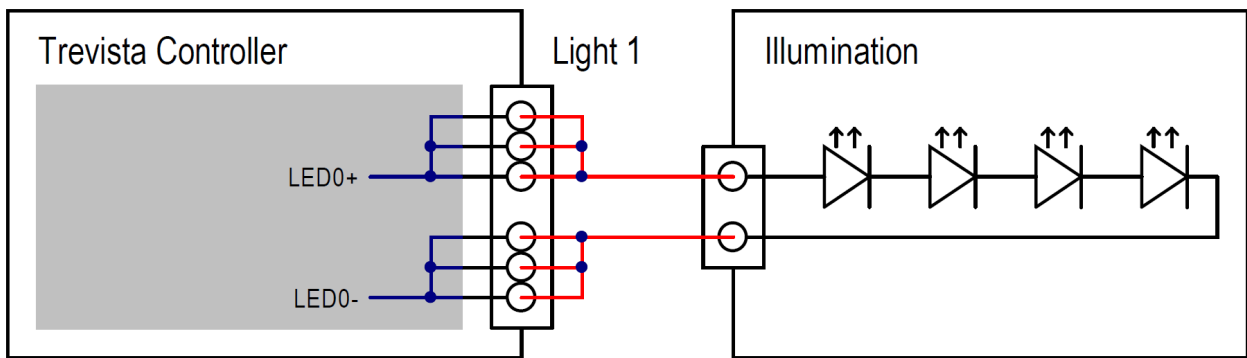 Trevista Controller
Light 1
Illumination
LED0+
LED0-